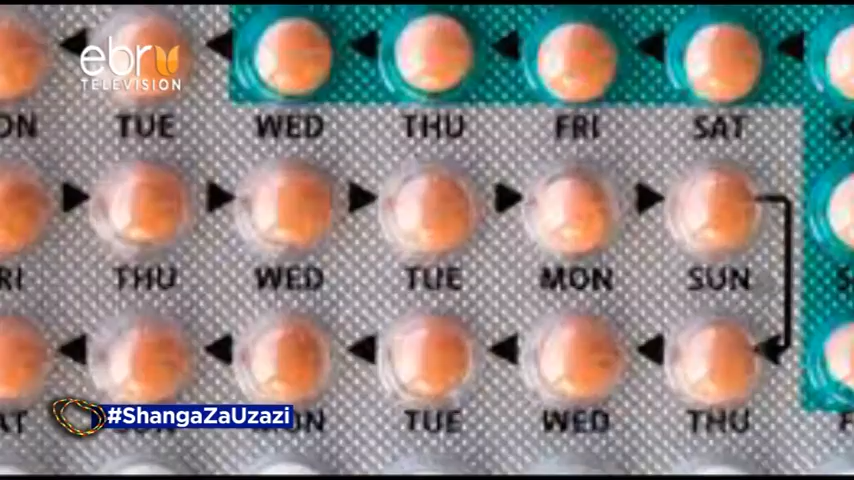 ebru
TELEVISION
TUE WED THU FRI SAT
THU WED TUE MON SUN
TUE WED THU
#ShangaZaUzazi